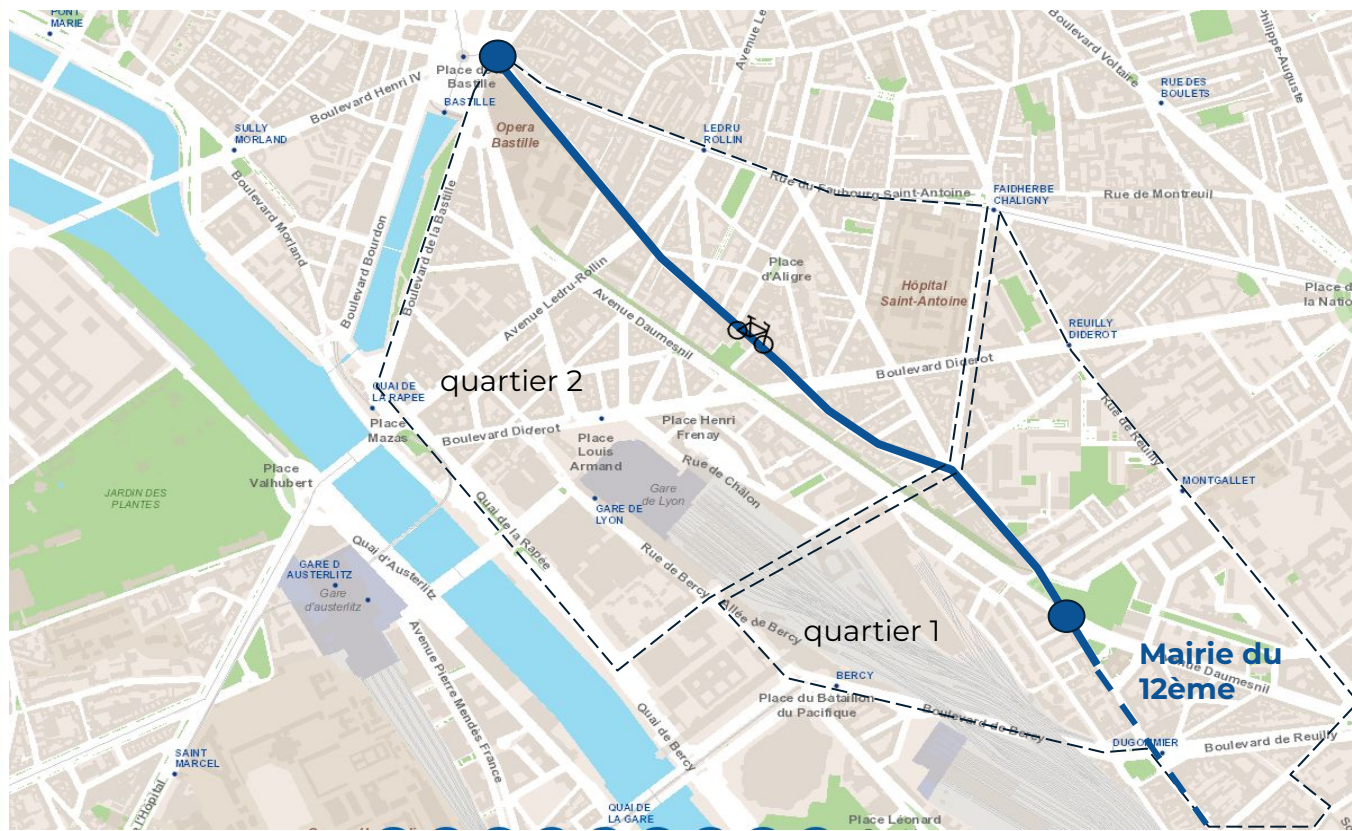 PONT
MARIE
Boulevard Henri IV
Place d
Bastille
BASTILLE
Opera
Bastille
SULLY
MORLAND
Boulevard Morland
Boulevard Bourdon
Boulevard de la Bastille
LEDRU
ROLLIN
Avenue Le
Boulevard Voltaire
Philippe-Auguste
RUE DES
BOULETS
Rue du Faubourg Saint-Antoine
FAIDHERBE
CHALIGNY
Rue de Montreuil
Place
d'Aligre
Hôpital
Saint-Antoine
Place d
la Natio
Avenue Ledru-Rollin
Avenue Daumesnil
REUILLY
DIDEROT
Boulevard Diderot
quartier 2
QUAI DE
LA RAPEE
Place
Mazas
Boulevard Diderot
Place
Louis
Armand
Place Henri
Frenay
Rue de Châlon
Rue de Reuilly
MONTGALLET
Place
Valhubert
JARDIN DES
PLANTES
Gare
de Lyon
GARE DE
LYON
Quai de la Rapée
Quai d'Austerlitz
GARE D
AUSTERLITZ
Gare
d'austerlitz
Rue de Bercy
Allée de Bercy
quartier 1
Mairie du
12ème
nue Daumesnil
Avenue Pierre Mendès France
BERCY
Place du Bataillon
du Pacifique
Boulevard de Bercy
Quai de Bercy
DUGOMMIER
Boulevard de Reuilly
SAINT
MARCEL
l'Hôpital
QUAI DE
LA GARE
Place Léonard